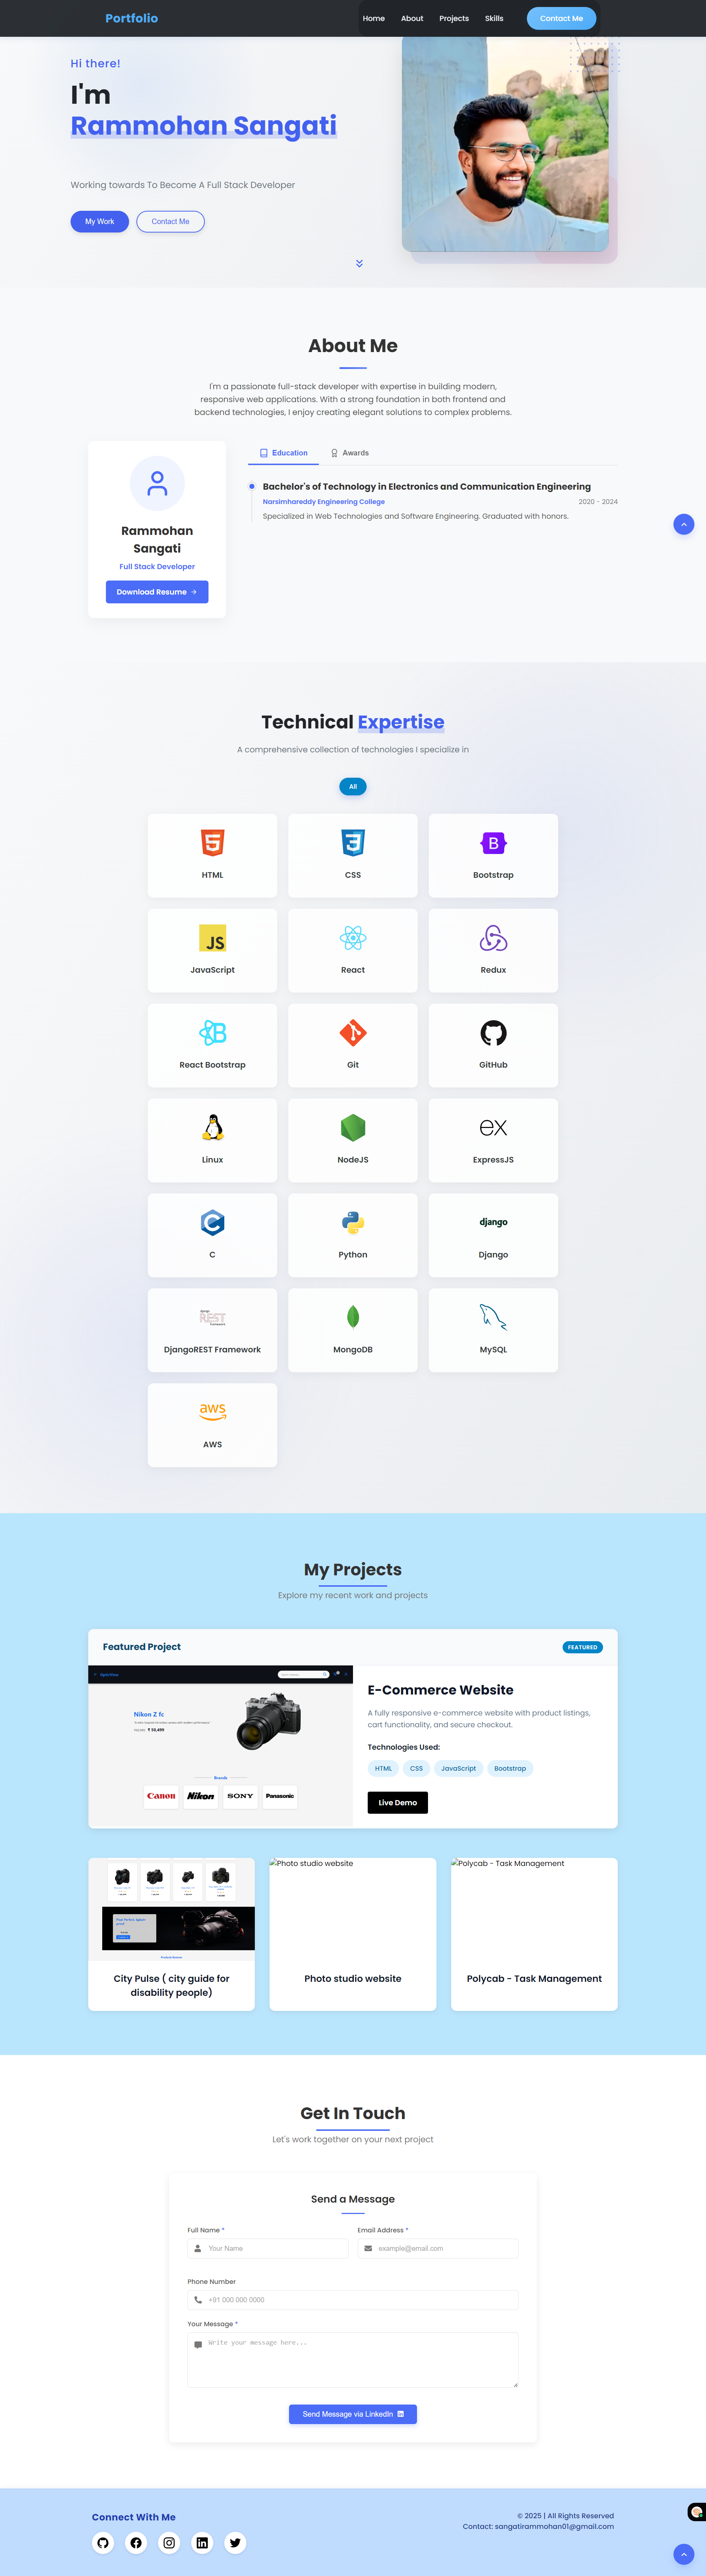 Portfolio
Home About Projects Skills Contact Me
Hi there!
I'm
Rammohan Sangati
Working towards To Become A Full Stack Developer
My Work Contact Me
About Me
I'm a passionate full-stack developer with expertise in building modern,
responsive web applications. With a strong foundation in both frontend and
backend technologies, I enjoy creating elegant solutions to complex problems.
Rammohan
Sangati
Full Stack Developer
Download Resume →
Education Awards
Bachelor's of Technology in Electronics and Communication Engineering
Narsimhareddy Engineering College 2020 - 2024
Specialized in Web Technologies and Software Engineering. Graduated with honors.
Technical Expertise
A comprehensive collection of technologies I specialize in
All
5 3 B
HTML CSS Bootstrap
JS
JavaScript React Redux
B
React Bootstrap Git GitHub
ex
Linux NodeJS ExpressJS
C django
C Python Django
django
REST
framework
DjangoREST Framework MongoDB MySQL
aws
AWS
My Projects
Explore my recent work and projects
Featured Project FEATURED
Nikon Z fc
Brands
Canon Nikon SONY Panasonic
E-Commerce Website
A fully responsive e-commerce website with product listings,
cart functionality, and secure checkout.
Technologies Used:
HTML CSS JavaScript Bootstrap
Live Demo
Photo studio website Polycab - Task Management
City Pulse ( city guide for
disability people)
Photo studio website
Polycab - Task Management
Get In Touch
Let's work together on your next project
Send a Message
Full Name * Email Address *
Your Name example@email.com
Phone Number
+91 000 000 0000
Your Message *
Write your message here...
Send Message via LinkedIn
Connect With Me
© 2025 | All Rights Reserved
Contact: sangatirammohan01@gmail.com